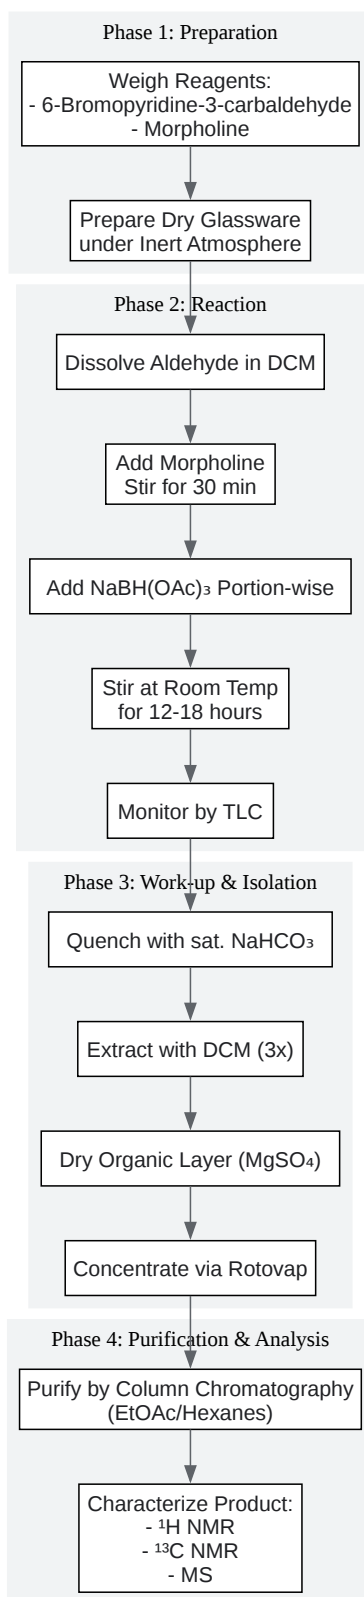 Phase 1: Preparation
Weigh Reagents:
- 6-Bromopyridine-3-carbaldehyde
- Morpholine
Prepare Dry Glassware
under Inert Atmosphere
Phase 2: Reaction
Dissolve Aldehyde in DCM
Add Morpholine
Stir for 30 min
Add NaBH(OAc)₃ Portion-wise
Stir at Room Temp
for 12-18 hours
Monitor by TLC
Phase 3: Work-up & Isolation
Quench with sat. NaHCO₃
Extract with DCM (3x)
Dry Organic Layer (MgSO₄)
Concentrate via Rotovap
Phase 4: Purification & Analysis
Purify by Column Chromatography
(EtOAc/Hexanes)
Characterize Product:
- ¹H NMR
- ¹³C NMR
- MS